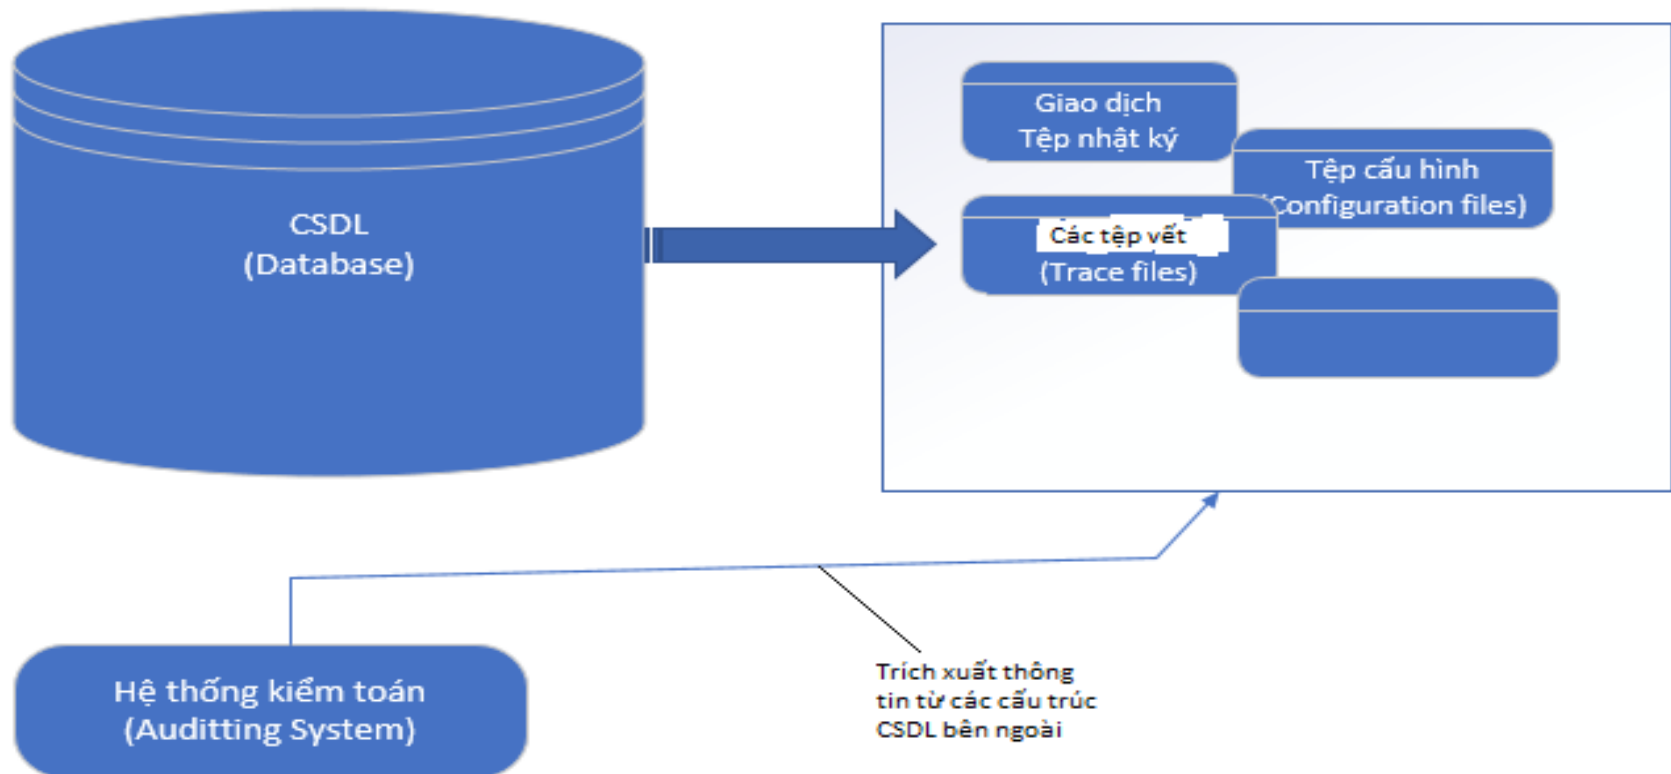 CSDL
(Database)
Giao dịch
Tệp nhật ký
Tệp cấu hình
(Configuration files)
Các tệp vết
(Trace files)
Trích xuất thông
tin từ các cấu trúc
CSDL bên ngoài
Hệ thống kiểm toán
(Auditting System)